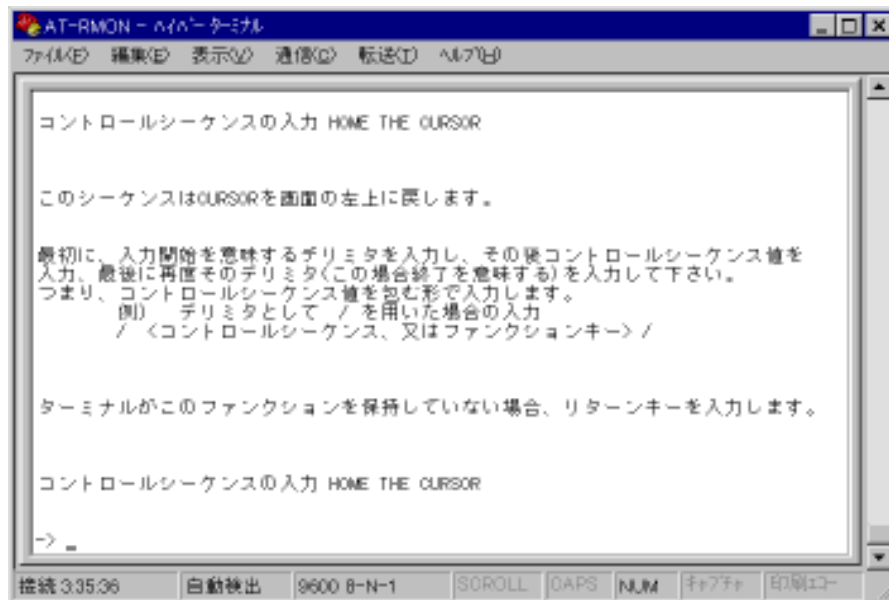 AT-RMON - ﾊｲﾊﾟｰ ﾀｰﾐﾅﾙ
ﾌｧｲﾙ(F) 編集(E) 表示(V) 通信(C) 転送(T) ﾍﾙﾌﾟ(H)
コントロールシーケンスの入力 HOME THE CURSOR
このシーケンスはCURSORを画面の左上に戻します。
最初に、入力開始を意味するデリミタを入力し、その後コントロールシーケンス値を
入力、最後に再度そのデリミタ(この場合終了を意味する)を入力して下さい。
つまり、コントロールシーケンス値を包む形で入力します。
例) デリミタとして / を用いた場合の入力
/ <コントロールシーケンス、又はファンクションキー> /
ターミナルがこのファンクションを保持していない場合、リターンキーを入力します。
コントロールシーケンスの入力 HOME THE CURSOR
-> _
接続 3:35:36 自動検出 9600 8-N-1 SCROLL CAPS NUM ｷｬﾌﾟﾁｬ 印刷ｴｺｰ